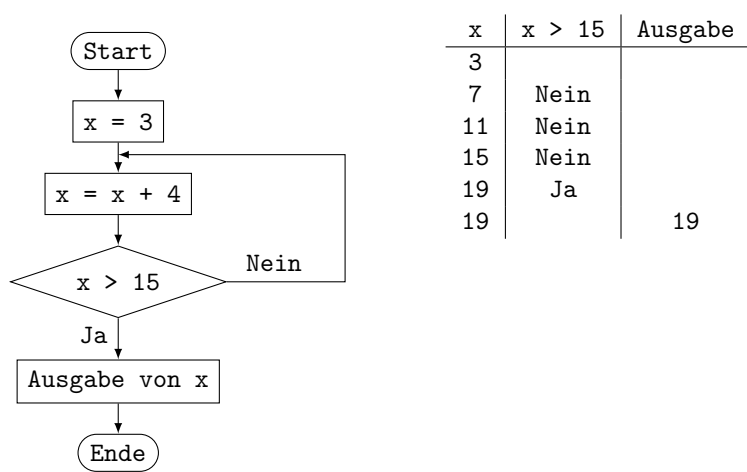 Start
x = 3
x = x + 4
x > 15
Nein
Ja
Ausgabe von x
Ende
x x > 15 Ausgabe
3
7 Nein
11 Nein
15 Nein
19 Ja
19 19